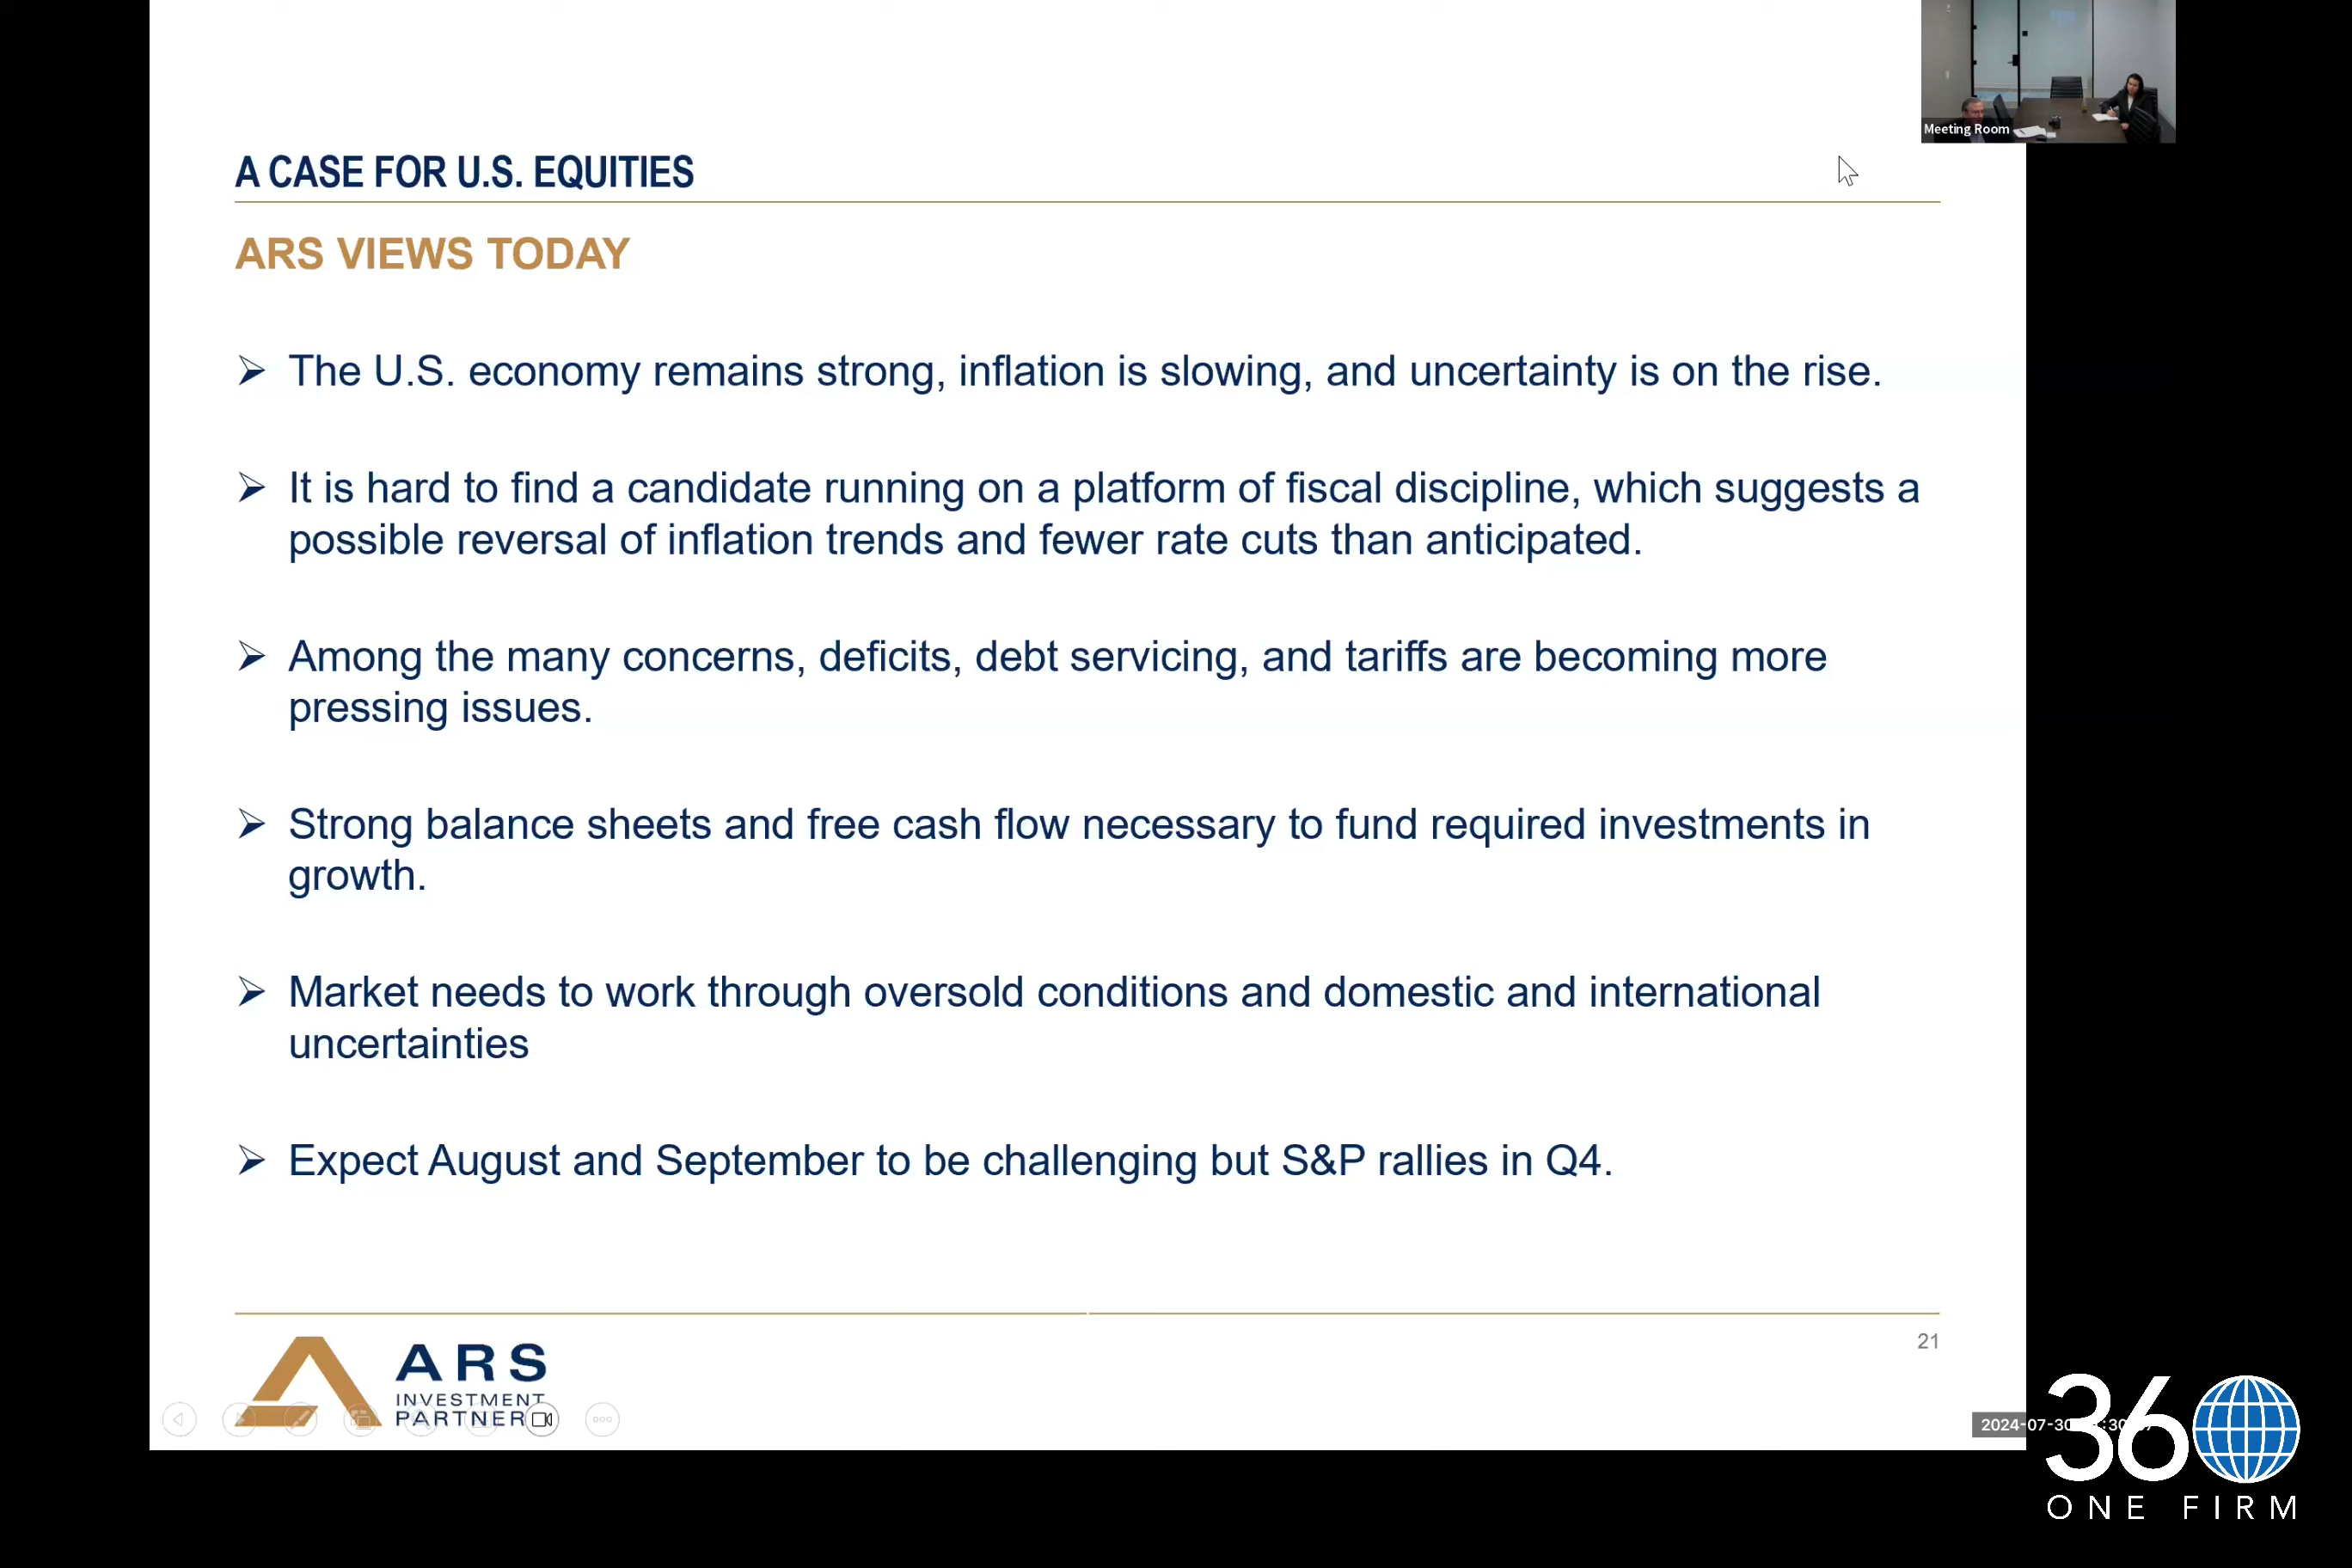 Meeting Room
A CASE FOR U.S. EQUITIES
ARS VIEWS TODAY
➢ The U.S. economy remains strong, inflation is slowing, and uncertainty is on the rise.
➢ It is hard to find a candidate running on a platform of fiscal discipline, which suggests a
possible reversal of inflation trends and fewer rate cuts than anticipated.
➢ Among the many concerns, deficits, debt servicing, and tariffs are becoming more
pressing issues.
➢ Strong balance sheets and free cash flow necessary to fund required investments in
growth.
➢ Market needs to work through oversold conditions and domestic and international
uncertainties
➢ Expect August and September to be challenging but S&P rallies in Q4.
21
ARS
INVESTMENT
PARTNER
2024-07-30
360
ONE FIRM